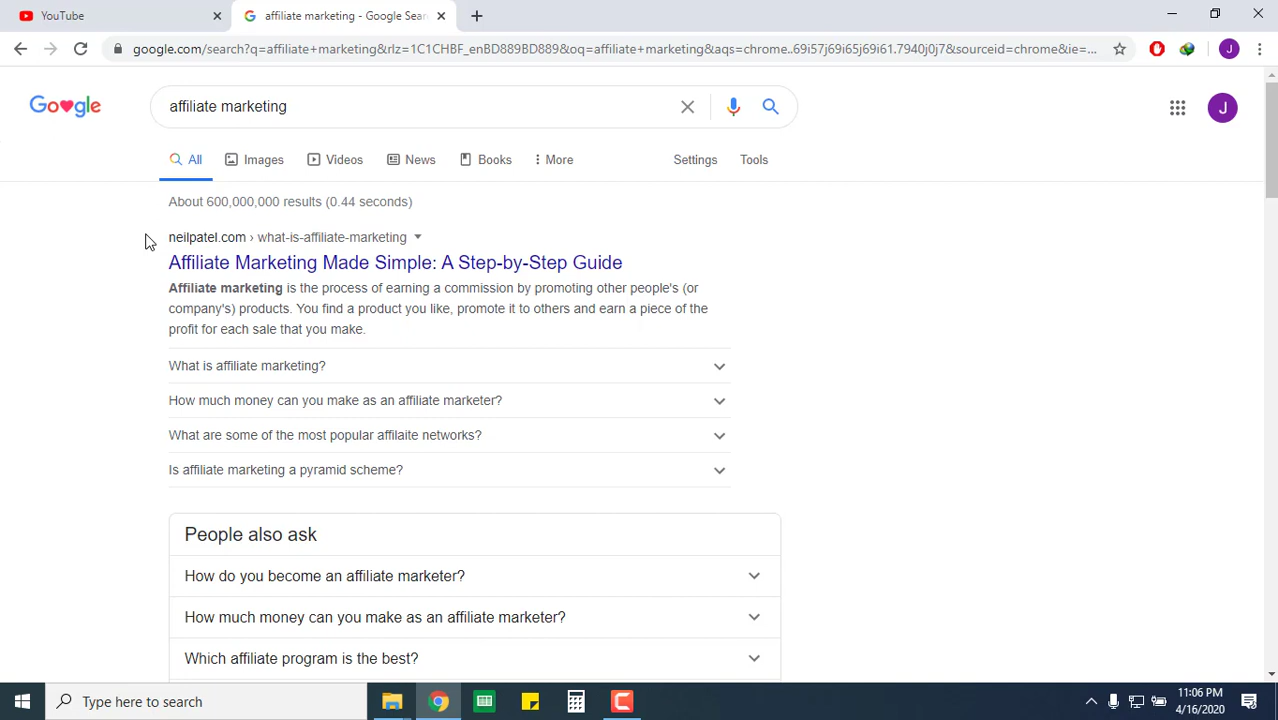 YouTube
affiliate marketing - Google Sear
google.com/search?q=affiliate+marketing&rlz=1C1CHBF_enBD889BD889&oq=affiliate+marketing&aqs=chrome..69i57j69i65j69i61.7940j0j7&sourceid=chrome&ie=...
J
Go♥gle
affiliate marketing
J
All
Images
Videos
News
Books
More
Settings
Tools
About 600,000,000 results (0.44 seconds)
neilpatel.com › what-is-affiliate-marketing
Affiliate Marketing Made Simple: A Step-by-Step Guide
Affiliate marketing is the process of earning a commission by promoting other people's (or
company's) products. You find a product you like, promote it to others and earn a piece of the
profit for each sale that you make.
What is affiliate marketing?
How much money can you make as an affiliate marketer?
What are some of the most popular affilaite networks?
Is affiliate marketing a pyramid scheme?
People also ask
How do you become an affiliate marketer?
How much money can you make as an affiliate marketer?
Which affiliate program is the best?
Type here to search
11:06 PM
4/16/2020